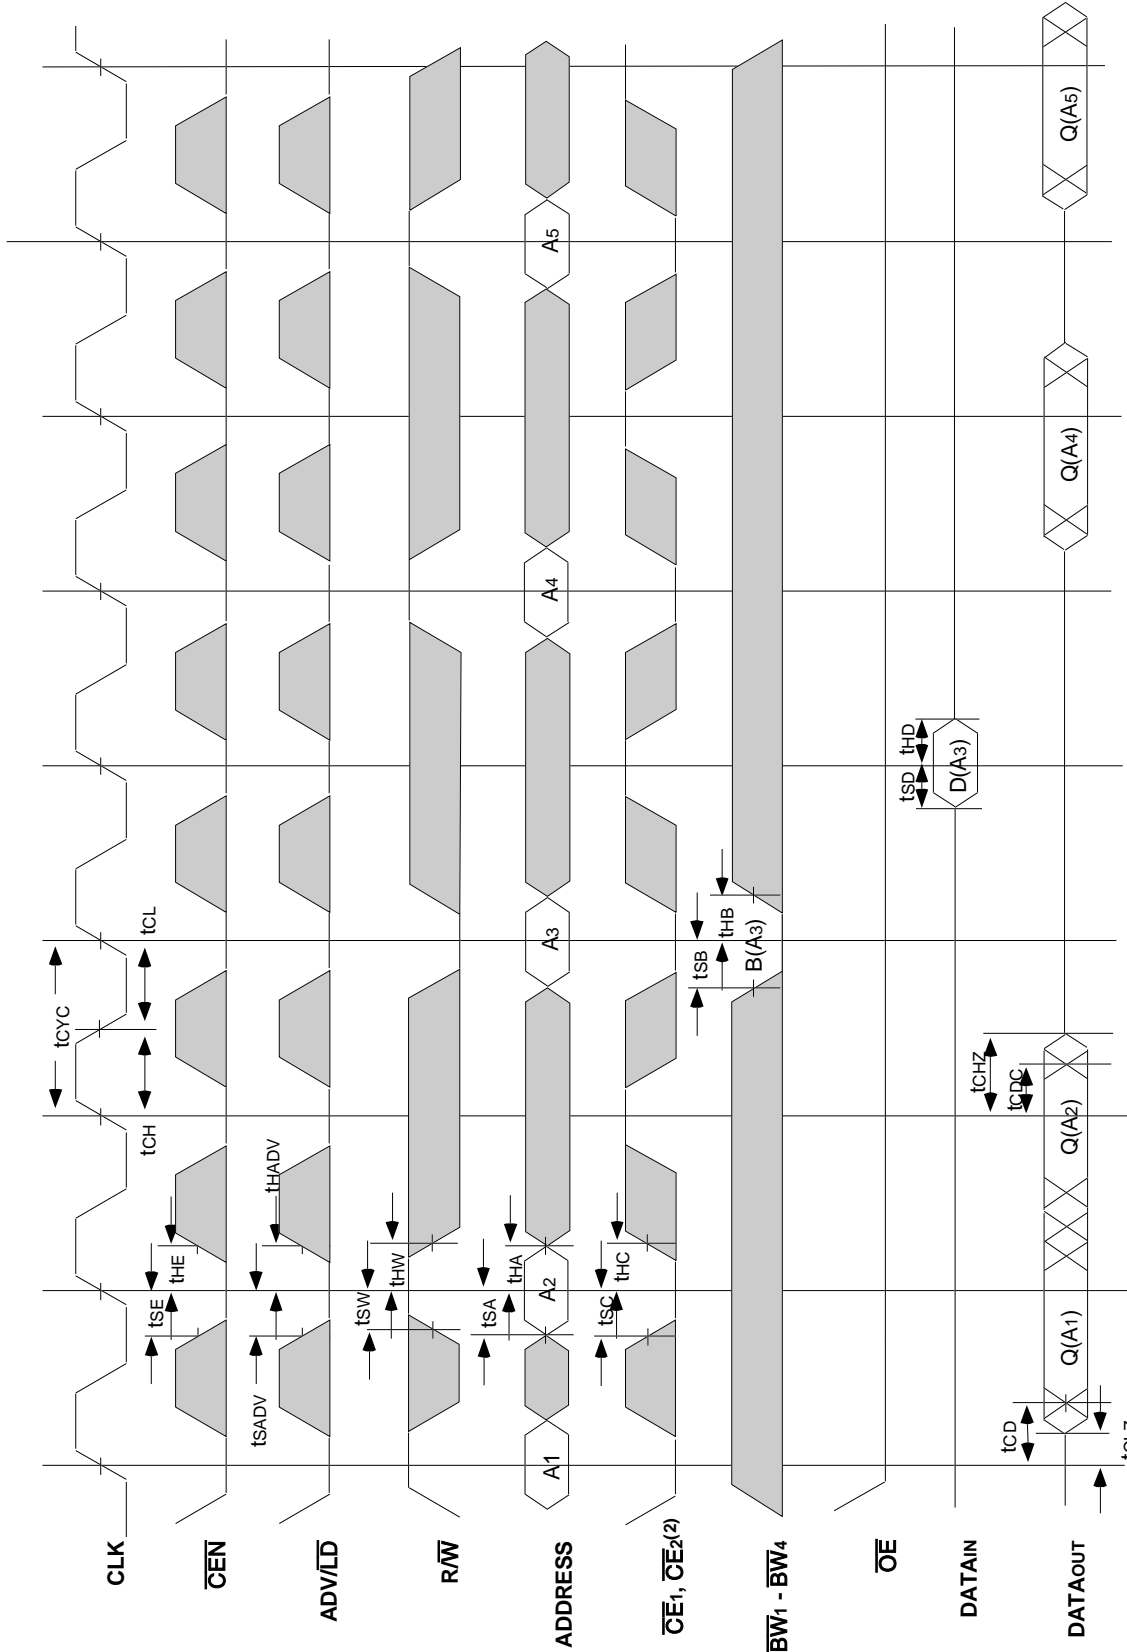 CLK
tCYC
tCH
tCL
CEN
tSE
tHE
ADV/LD
tSADV
tHADV
R/W
tSW
tHW
ADDRESS
A1
A2
A3
A4
A5
tSA
tHA
CE1, CE2(2)
tSC
tHC
BW1 - BW4
B(A3)
tSB
tHB
OE
DATAIN
D(A3)
tSD
tHD
DATAOUT
Q(A1)
Q(A2)
Q(A4)
Q(A5)
tCD
tCHZ
tCDC